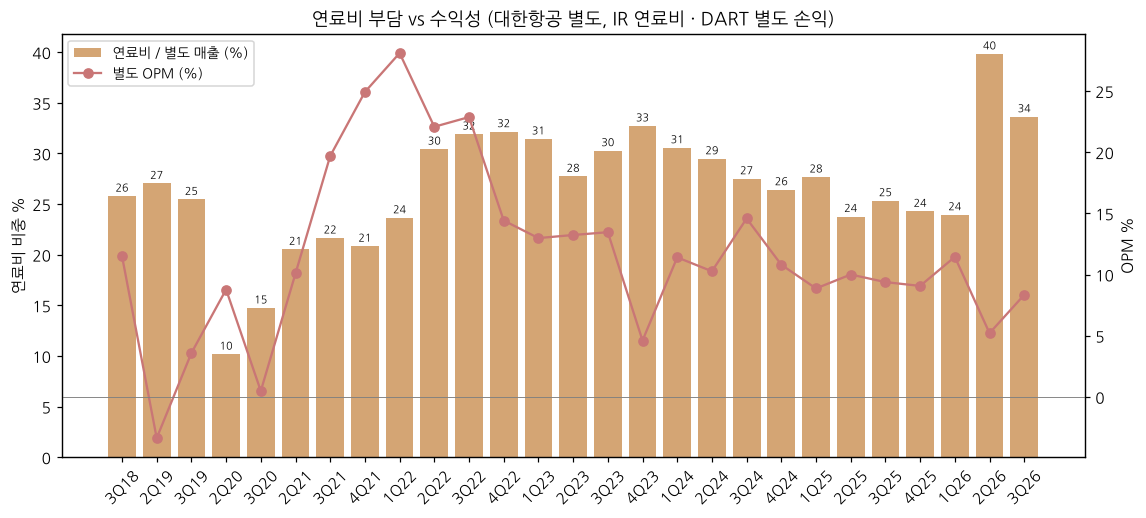 연료비 부담 vs 수익성 (대한항공 별도, IR 연료비 · DART 별도 손익)
연료비 / 별도 매출 (%)
별도 OPM (%)
연료비 비중 %
OPM %
40
35
30
25
20
15
10
5
0
25
20
15
10
5
0
26
27
25
10
15
21
22
21
24
30
32
32
31
28
30
33
31
29
27
26
28
24
25
24
24
40
34
3Q18
2Q19
3Q19
2Q20
3Q20
2Q21
3Q21
4Q21
1Q22
2Q22
3Q22
4Q22
1Q23
2Q23
3Q23
4Q23
1Q24
2Q24
3Q24
4Q24
1Q25
2Q25
3Q25
4Q25
1Q26
2Q26
3Q26